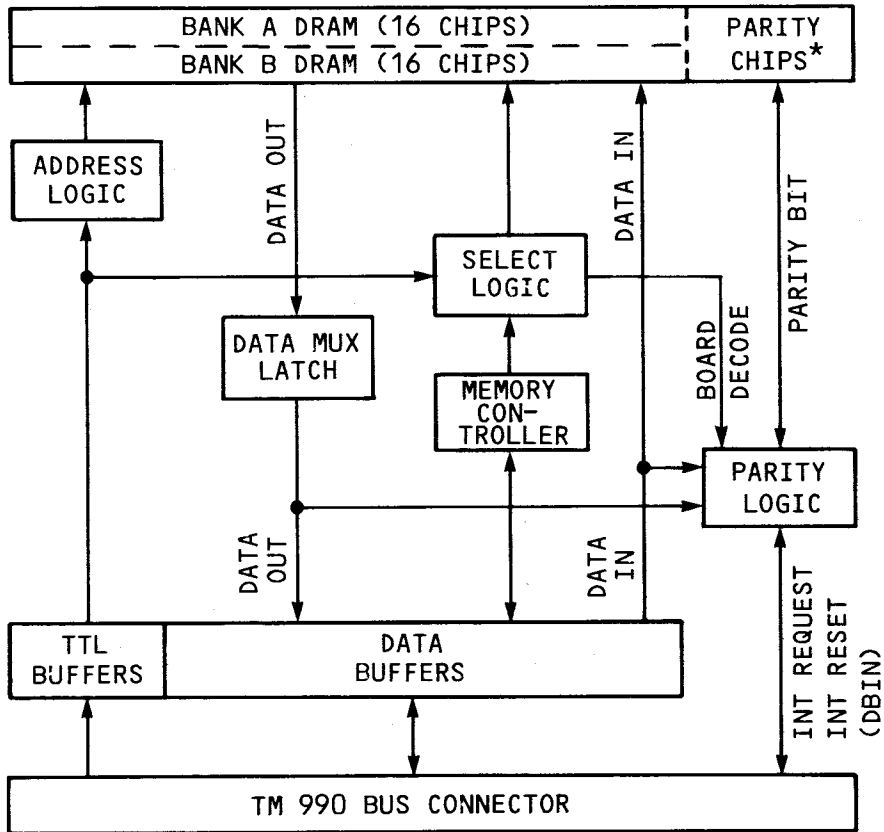 BANK A DRAM (16 CHIPS)
BANK B DRAM (16 CHIPS)
PARITY
CHIPS*
ADDRESS
LOGIC
DATA OUT
SELECT
LOGIC
DATA IN
PARITY BIT
DATA MUX
LATCH
MEMORY
CON-
TROLLER
BOARD
DECODE
PARITY
LOGIC
DATA
OUT
DATA
IN
INT REQUEST
INT RESET
(DBIN)
TTL
BUFFERS
DATA
BUFFERS
TM 990 BUS CONNECTOR